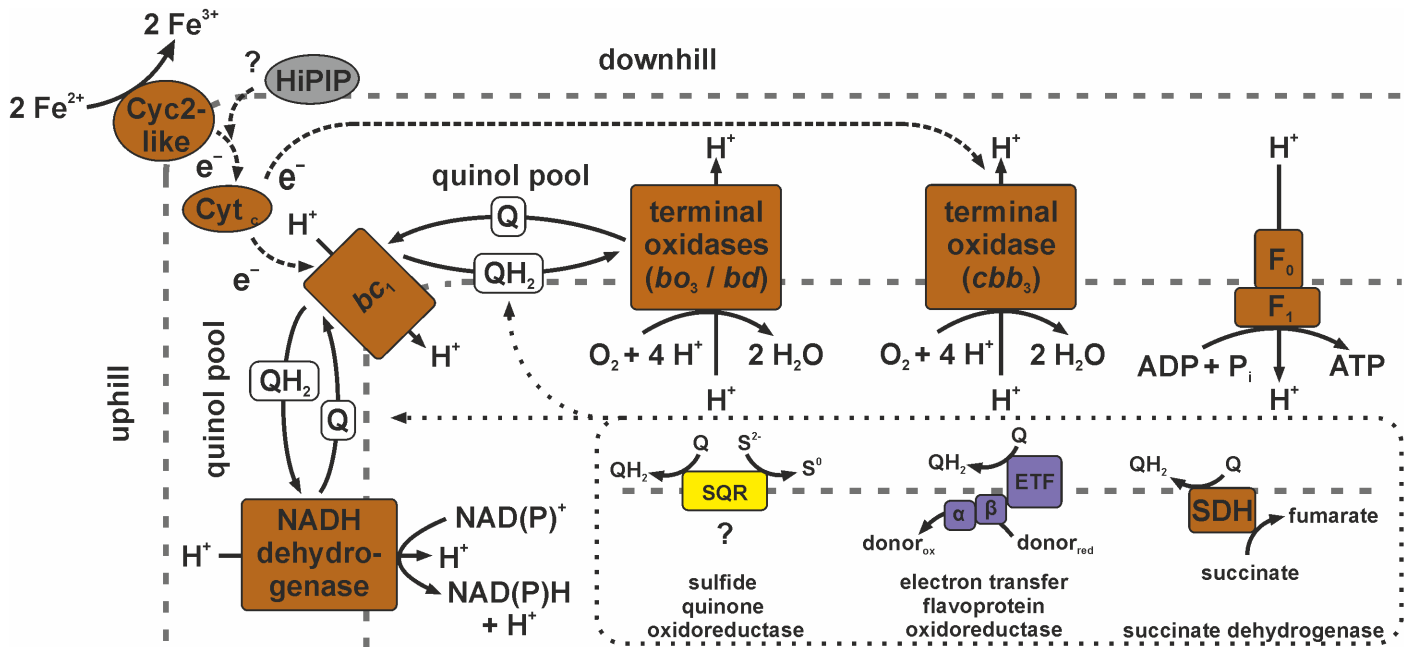 2 Fe³⁺
2 Fe²⁺
Cyc2-
like
?
HiPIP
downhill
e⁻
Cyt c
e⁻
e⁻
H⁺
bc₁
H⁺
quinol pool
Q
QH₂
H⁺
terminal
oxidases
(bo₃ / bd)
O₂ + 4 H⁺
2 H₂O
H⁺
H⁺
terminal
oxidase
(cbb₃)
O₂ + 4 H⁺
2 H₂O
H⁺
H⁺
F₀
F₁
ADP + Pᵢ
ATP
H⁺
uphill
quinol pool
QH₂
Q
NADH
dehydro-
genase
H⁺
NAD(P)⁺
H⁺
NAD(P)H
+ H⁺
QH₂
Q
S²⁻
S⁰
SQR
?
sulfide
quinone
oxidoreductase
Q
QH₂
ETF
α
β
donor_ox
donor_red
electron transfer
flavoprotein
oxidoreductase
QH₂
Q
SDH
fumarate
succinate
succinate dehydrogenase